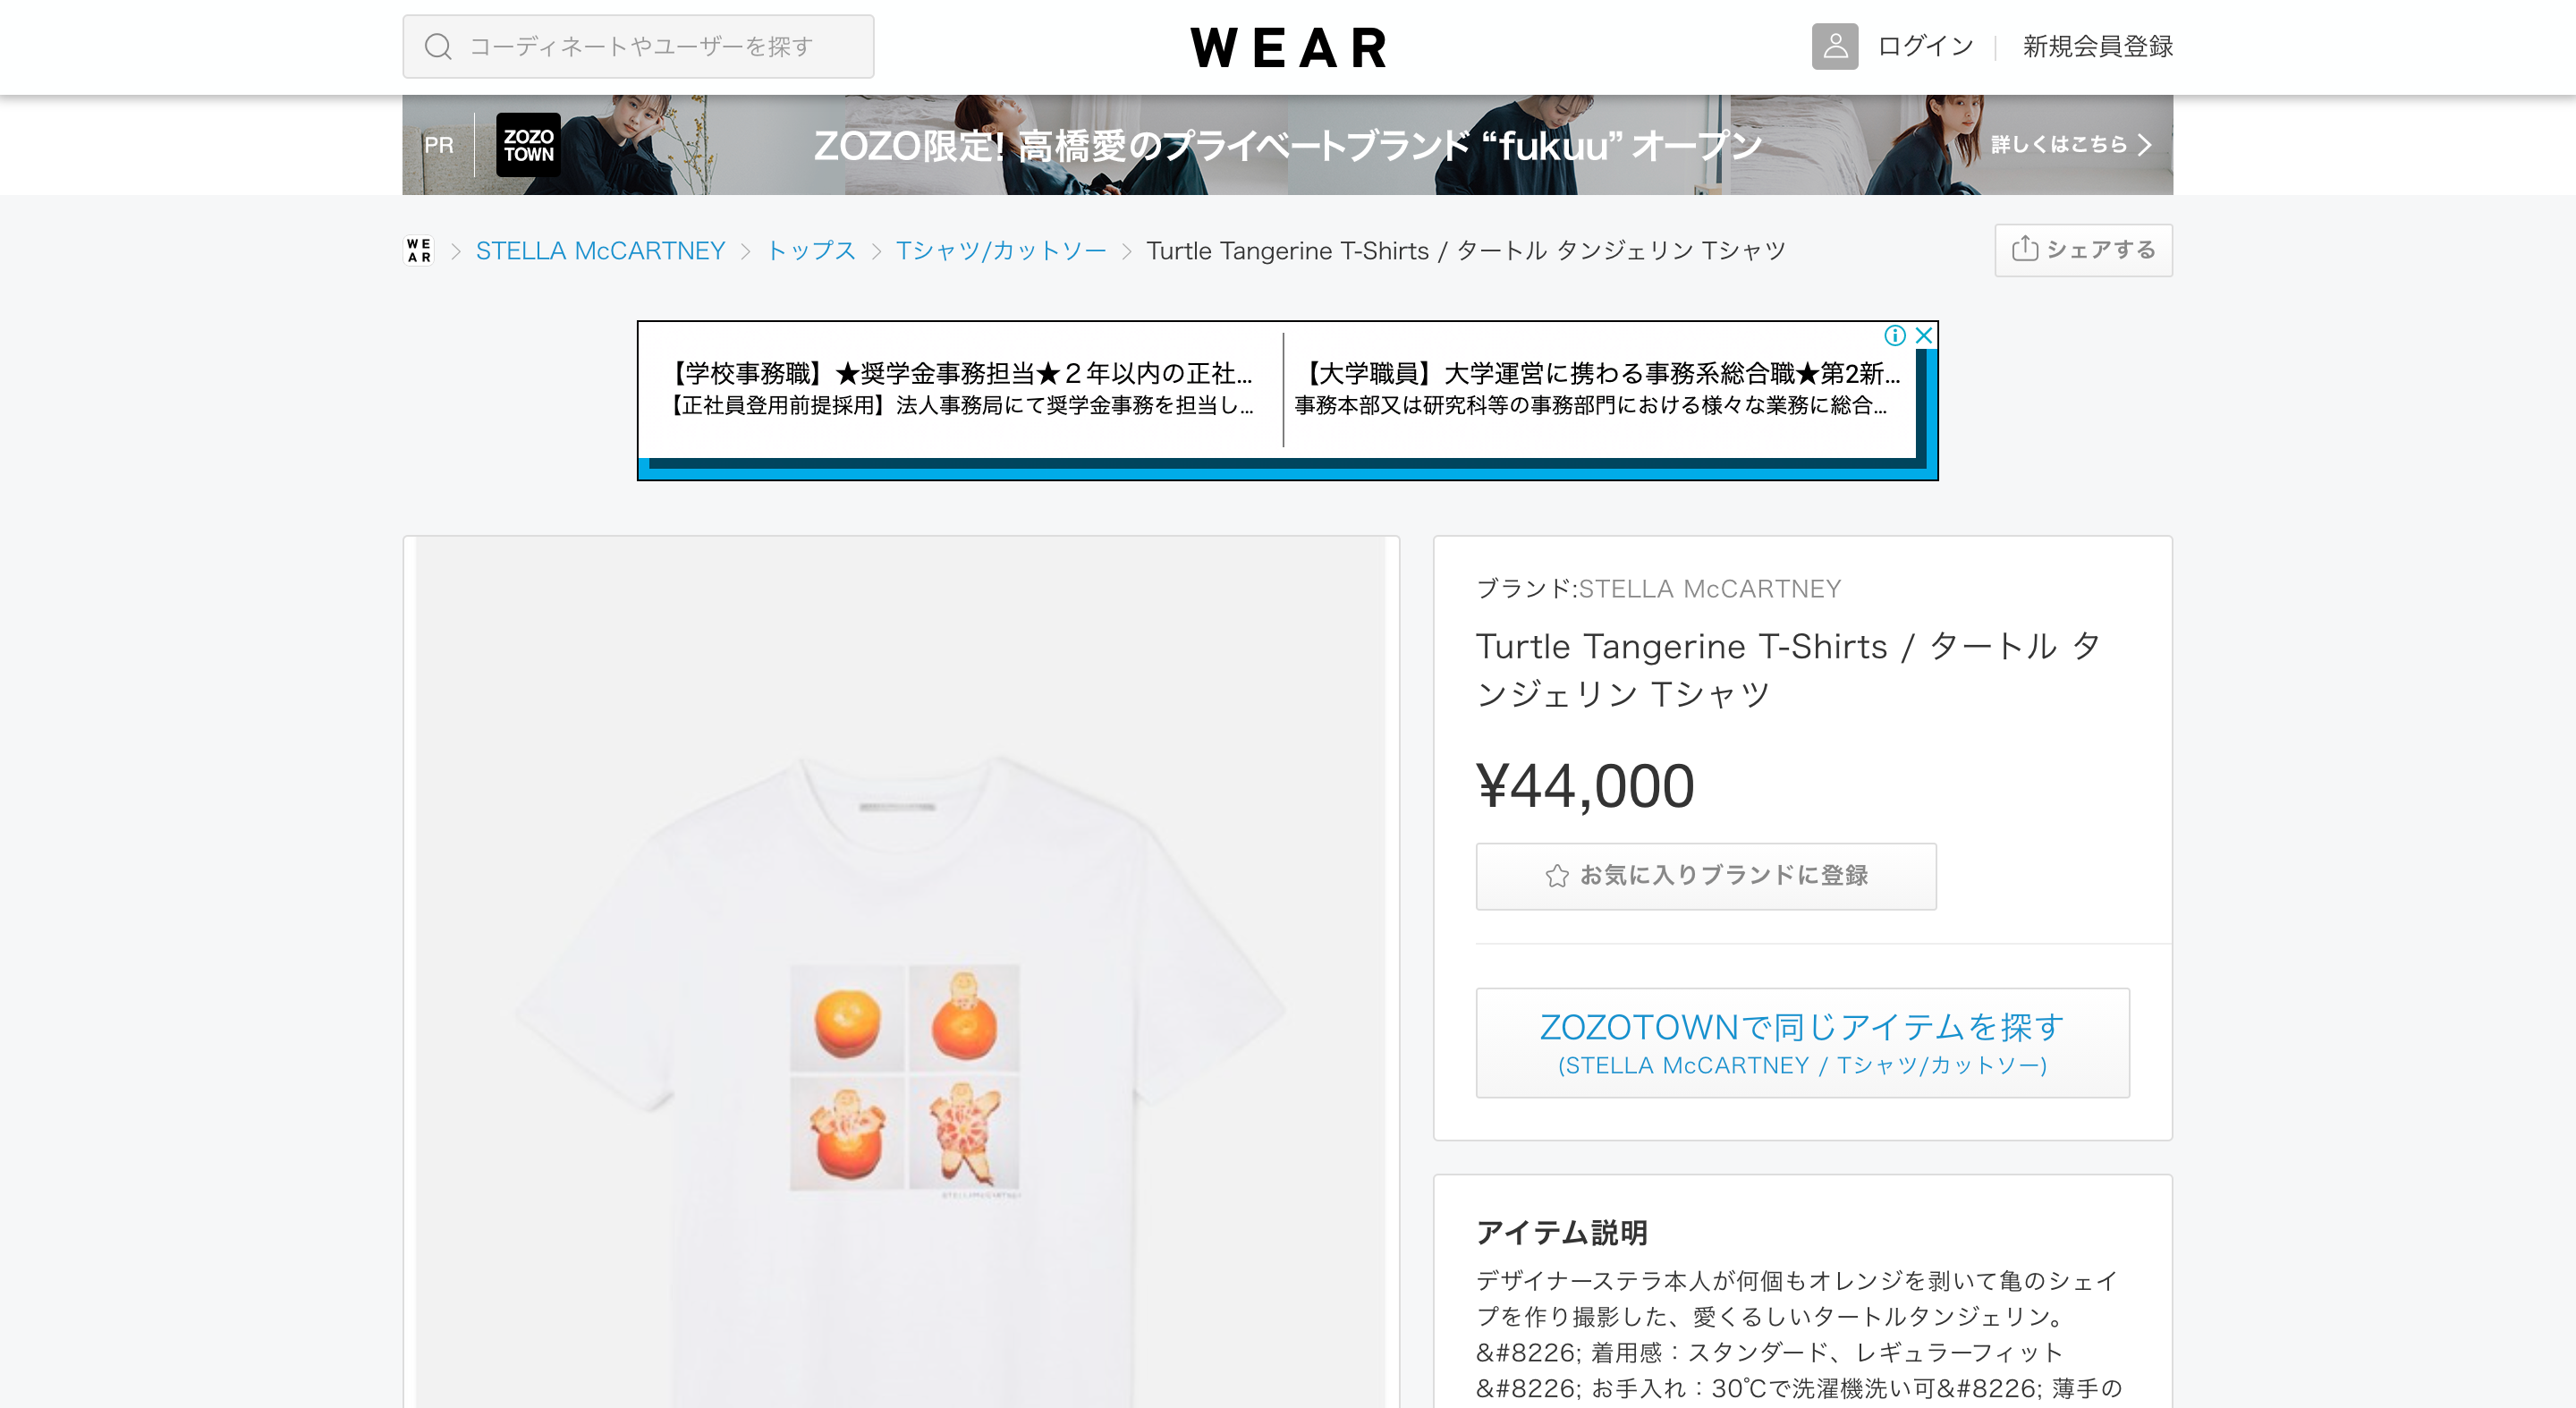 コーディネートやユーザーを探す
WEAR
ログイン
新規会員登録
PR
ZOZO
TOWN
ZOZO限定! 高橋愛のプライベートブランド “fukuu” オープン
詳しくはこちら
WE
AR
STELLA McCARTNEY
トップス
Tシャツ/カットソー
Turtle Tangerine T-Shirts / タートル タンジェリン Tシャツ
シェアする
【学校事務職】★奨学金事務担当★２年以内の正社...
【正社員登用前提採用】法人事務局にて奨学金事務を担当し...
【大学職員】大学運営に携わる事務系総合職★第2新...
事務本部又は研究科等の事務部門における様々な業務に総合...
ブランド:STELLA McCARTNEY
Turtle Tangerine T-Shirts / タートル タ
ンジェリン Tシャツ
¥44,000
お気に入りブランドに登録
ZOZOTOWNで同じアイテムを探す
(STELLA McCARTNEY / Tシャツ/カットソー)
STELLA McCARTNEY
アイテム説明
デザイナーステラ本人が何個もオレンジを剥いて亀のシェイ
プを作り撮影した、愛くるしいタートルタンジェリン。
&#8226; 着用感：スタンダード、レギュラーフィット
&#8226; お手入れ：30℃で洗濯機洗い可&#8226; 薄手の